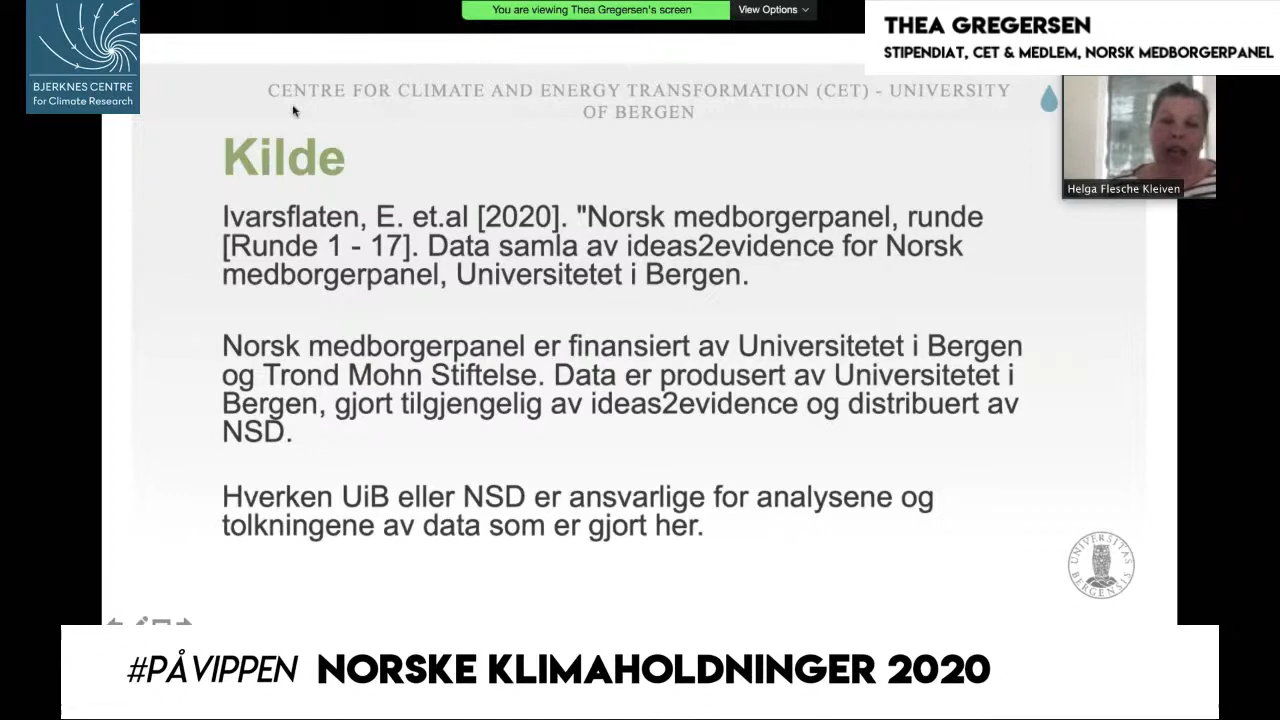 You are viewing Thea Gregersen's screen
View Options
THEA GREGERSEN
STIPENDIAT, CET & MEDLEM, NORSK MEDBORGERPANEL
BJERKNES CENTRE
for Climate Research
CENTRE FOR CLIMATE AND ENERGY TRANSFORMATION (CET) - UNIVERSITY
OF BERGEN
Helga Flesche Kleiven
Kilde
Ivarsflaten, E. et.al [2020]. "Norsk medborgerpanel, runde
[Runde 1 - 17]. Data samla av ideas2evidence for Norsk
medborgerpanel, Universitetet i Bergen.
Norsk medborgerpanel er finansiert av Universitetet i Bergen
og Trond Mohn Stiftelse. Data er produsert av Universitetet i
Bergen, gjort tilgjengelig av ideas2evidence og distribuert av
NSD.
Hverken UiB eller NSD er ansvarlige for analysene og
tolkningene av data som er gjort her.
UNIVERSITAS
BERGENSIS
#PÅVIPPEN NORSKE KLIMAHOLDNINGER 2020